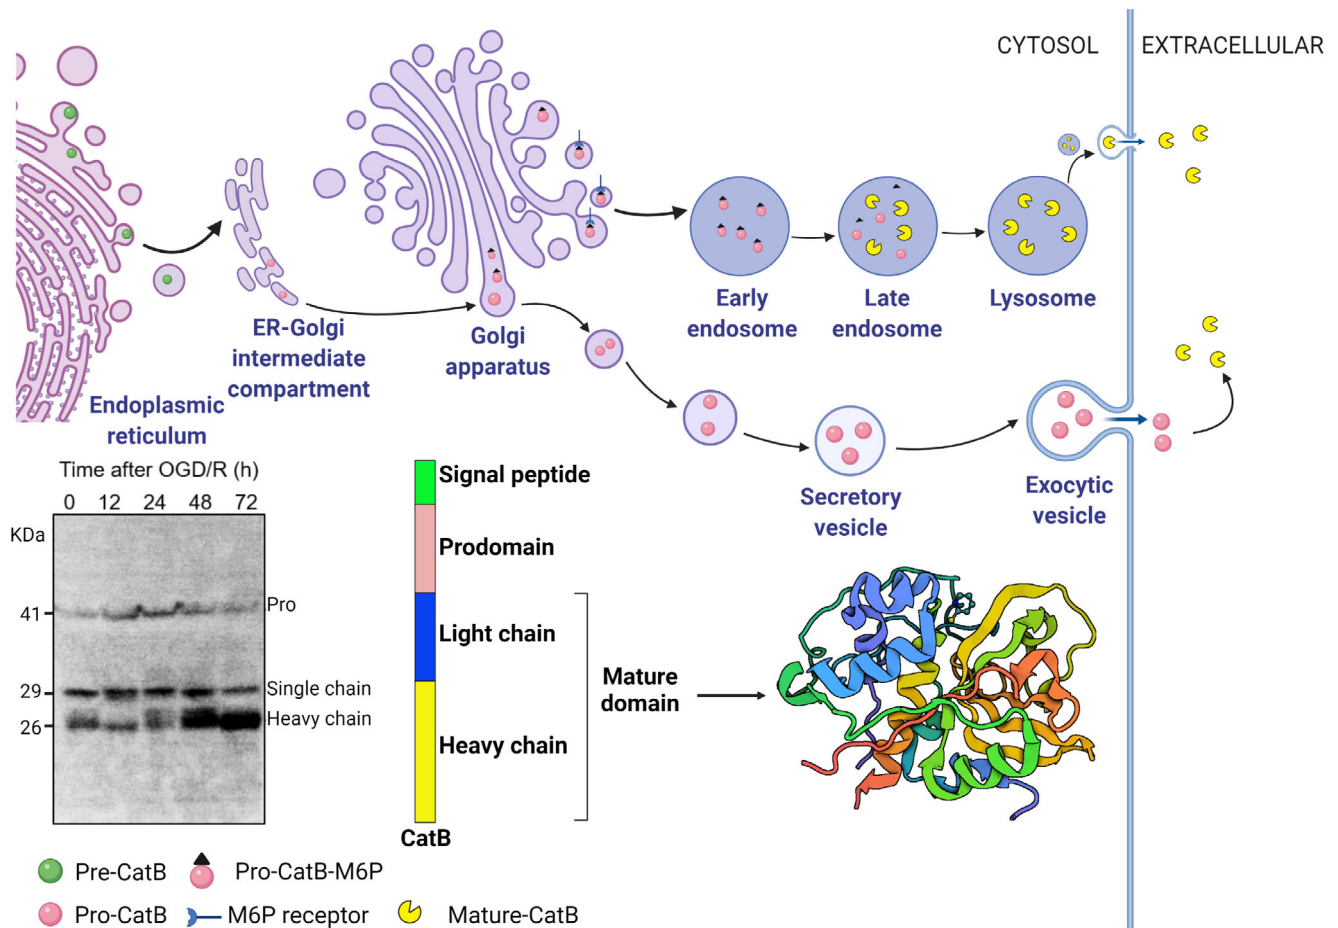 CYTOSOL
EXTRACELLULAR
Early
endosome
Late
endosome
Lysosome
ER-Golgi
intermediate
compartment
Golgi
apparatus
Endoplasmic
reticulum
Secretory
vesicle
Exocytic
vesicle
Time after OGD/R (h)
0 12 24 48 72
KDa
41
29
26
Pro
Single chain
Heavy chain
Signal peptide
Prodomain
Light chain
Heavy chain
CatB
Mature
domain
Pre-CatB
Pro-CatB-M6P
Pro-CatB
M6P receptor
Mature-CatB